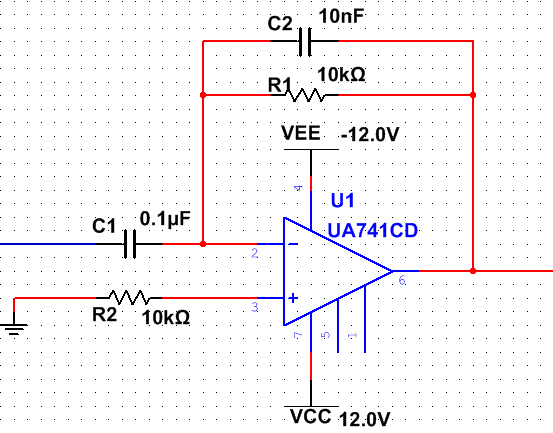 C2 10nF
R1 10kΩ
VEE -12.0V
4
U1
UA741CD
C1 0.1µF
2
6
R2 10kΩ
3
7 5 1
VCC 12.0V